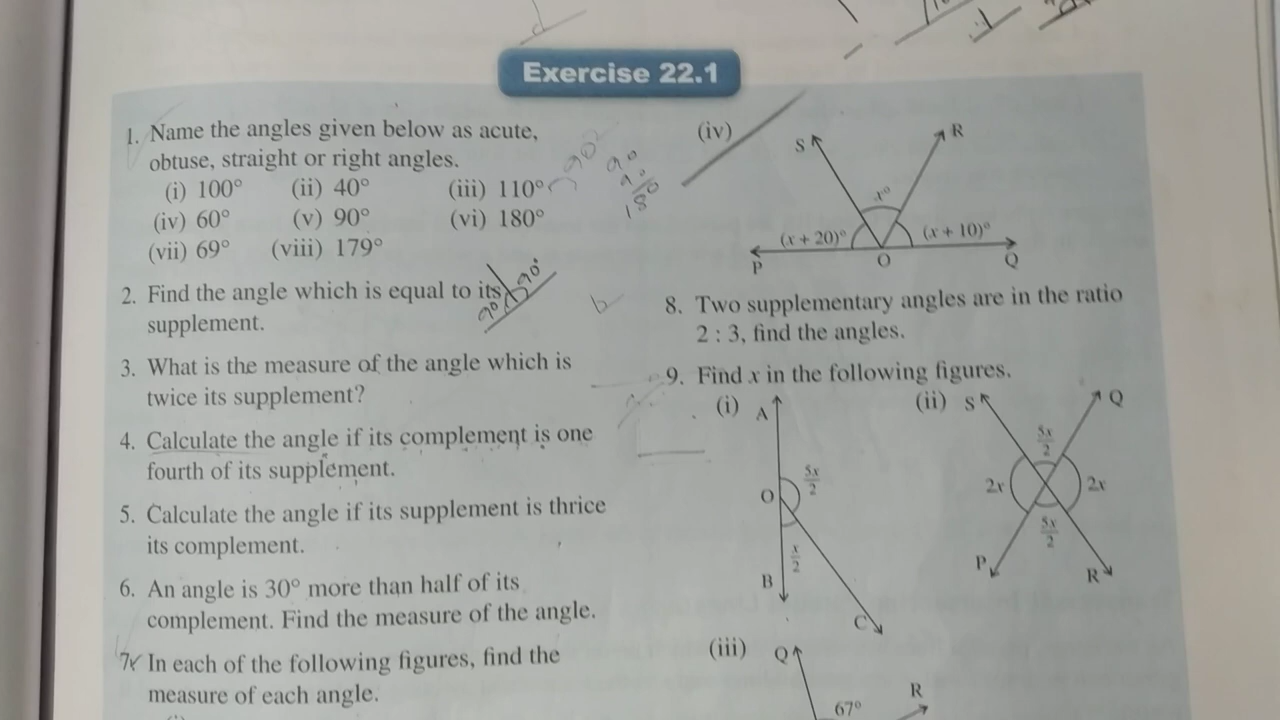 Exercise 22.1
1. Name the angles given below as acute,
obtuse, straight or right angles.
(i) 100° (ii) 40° (iii) 110°
(iv) 60° (v) 90° (vi) 180°
(vii) 69° (viii) 179°
2. Find the angle which is equal to its
supplement.
90° 90°
3. What is the measure of the angle which is
twice its supplement?
4. Calculate the angle if its complement is one
fourth of its supplement.
5. Calculate the angle if its supplement is thrice
its complement.
6. An angle is 30° more than half of its
complement. Find the measure of the angle.
7. In each of the following figures, find the
measure of each angle.
90°
(iv)
S R
x°
(x + 20)° (x + 10)°
P O Q
8. Two supplementary angles are in the ratio
2 : 3, find the angles.
9. Find x in the following figures.
(i) A
O 5x/2
x/2
B
C
(ii) S Q
5x/2
2x 2x
5x/2
P R
(iii) Q
R
67°